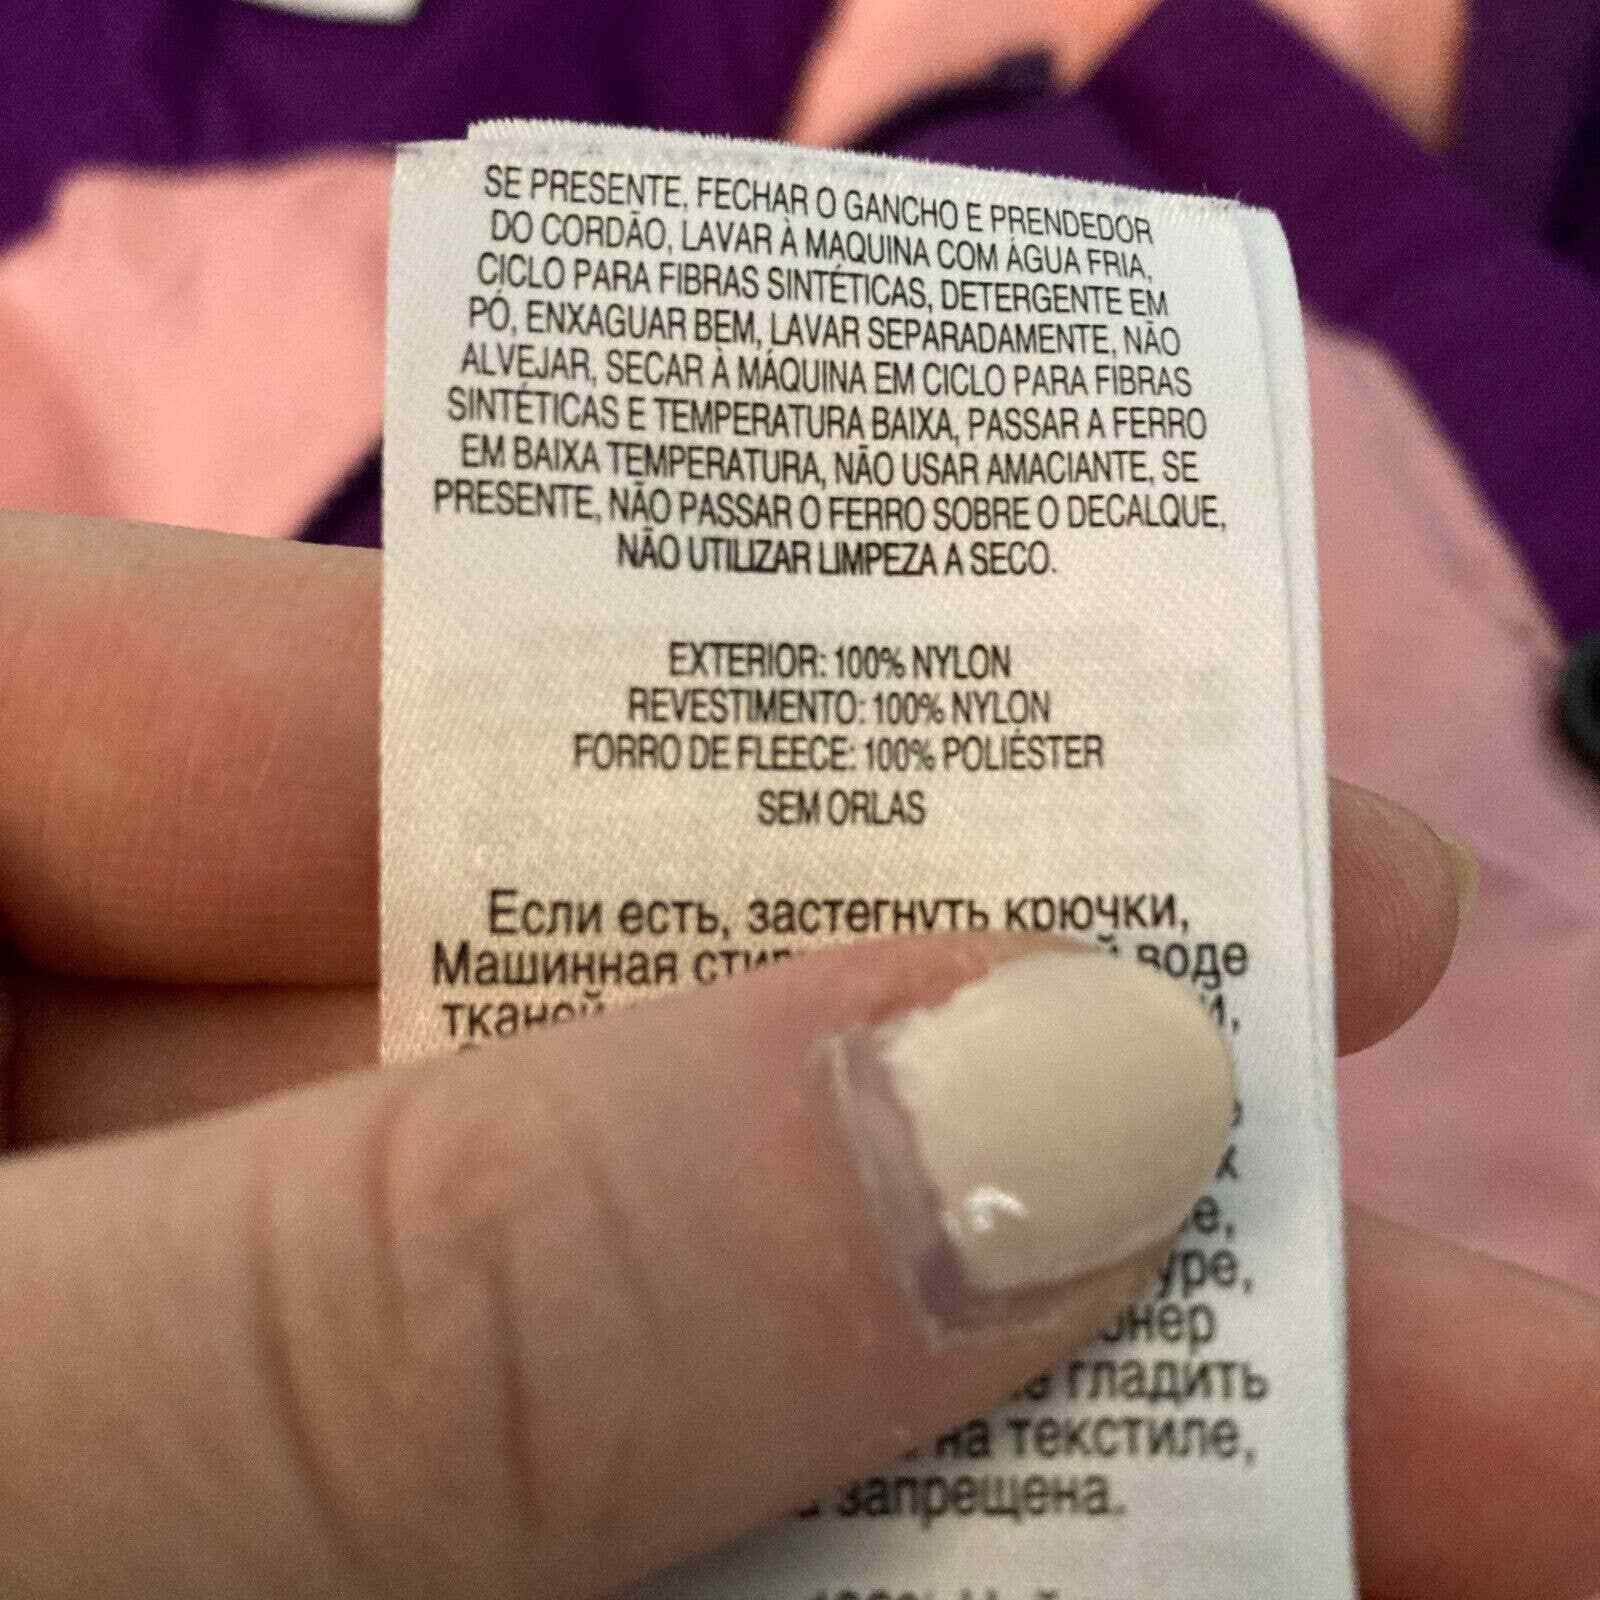 SE PRESENTE, FECHAR O GANCHO E PRENDEDOR
DO CORDÃO, LAVAR À MAQUINA COM ÁGUA FRIA,
CICLO PARA FIBRAS SINTÉTICAS, DETERGENTE EM
PÓ, ENXAGUAR BEM, LAVAR SEPARADAMENTE, NÃO
ALVEJAR, SECAR À MÁQUINA EM CICLO PARA FIBRAS
SINTÉTICAS E TEMPERATURA BAIXA, PASSAR A FERRO
EM BAIXA TEMPERATURA, NÃO USAR AMACIANTE, SE
PRESENTE, NÃO PASSAR O FERRO SOBRE O DECALQUE,
NÃO UTILIZAR LIMPEZA A SECO.
EXTERIOR: 100% NYLON
REVESTIMENTO: 100% NYLON
FORRO DE FLEECE: 100% POLIÉSTER
SEM ORLAS
Если есть, застегнуть крючки,
Машинная воде
тканей
гладить
на текстиле,
запрещена.